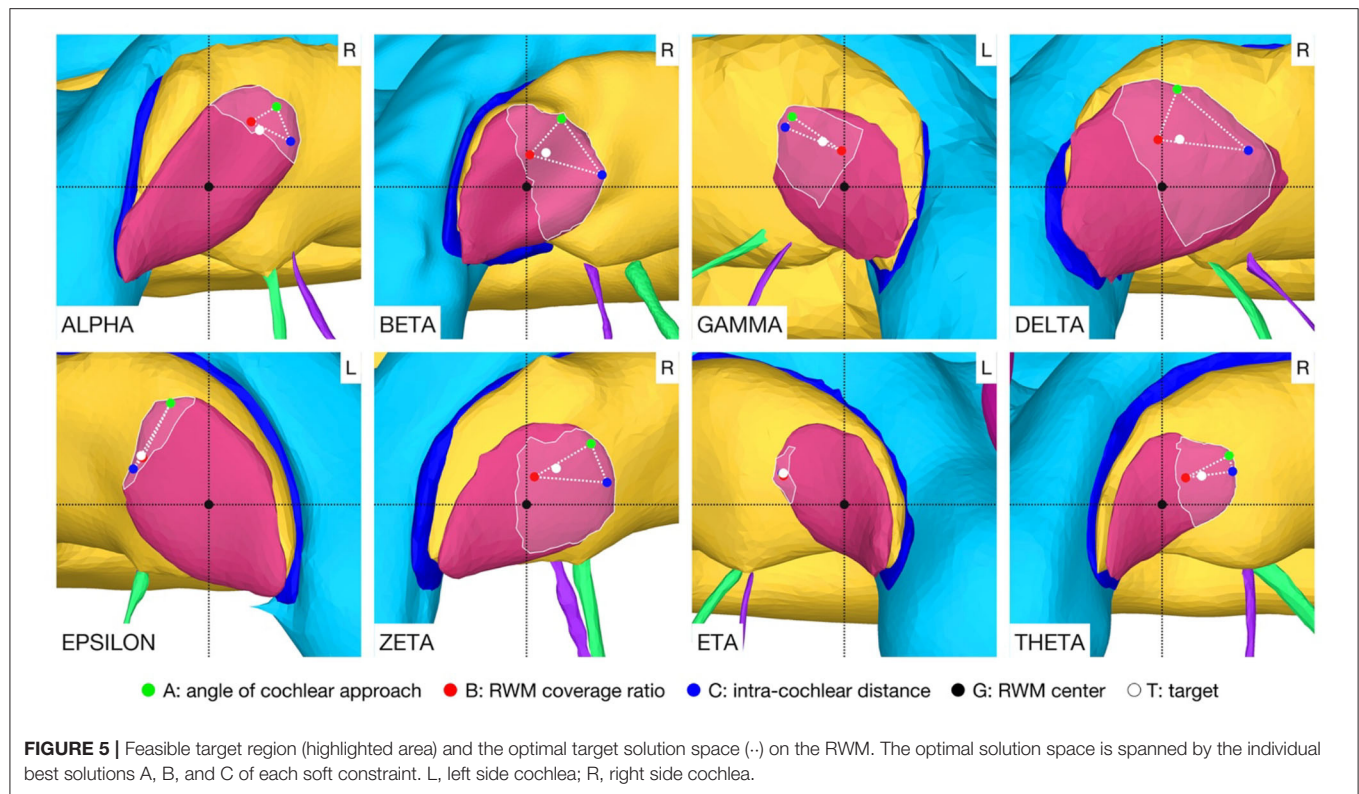 R
R
L
R
ALPHA
BETA
GAMMA
DELTA
L
R
L
R
EPSILON
ZETA
ETA
THETA
A: angle of cochlear approach B: RWM coverage ratio C: intra-cochlear distance G: RWM center T: target
FIGURE 5 | Feasible target region (highlighted area) and the optimal target solution space (··) on the RWM. The optimal solution space is spanned by the individual
best solutions A, B, and C of each soft constraint. L, left side cochlea; R, right side cochlea.